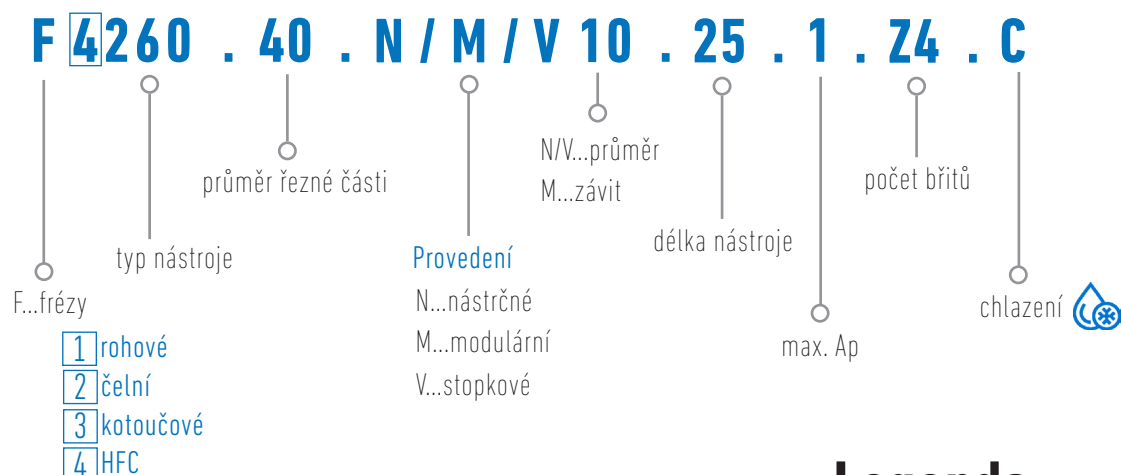 F 4260 . 40 . N / M / V 10 . 25 . 1 . Z4 . C
N/V...průměr
M...závit
průměr řezné části
počet břitů
délka nástroje
typ nástroje
Provedení
F...frézy
N...nástrčné
M...modulární
V...stopkové
chlazení
max. Ap
1 rohové
2 čelní
3 kotoučové
4 HFC
Legenda